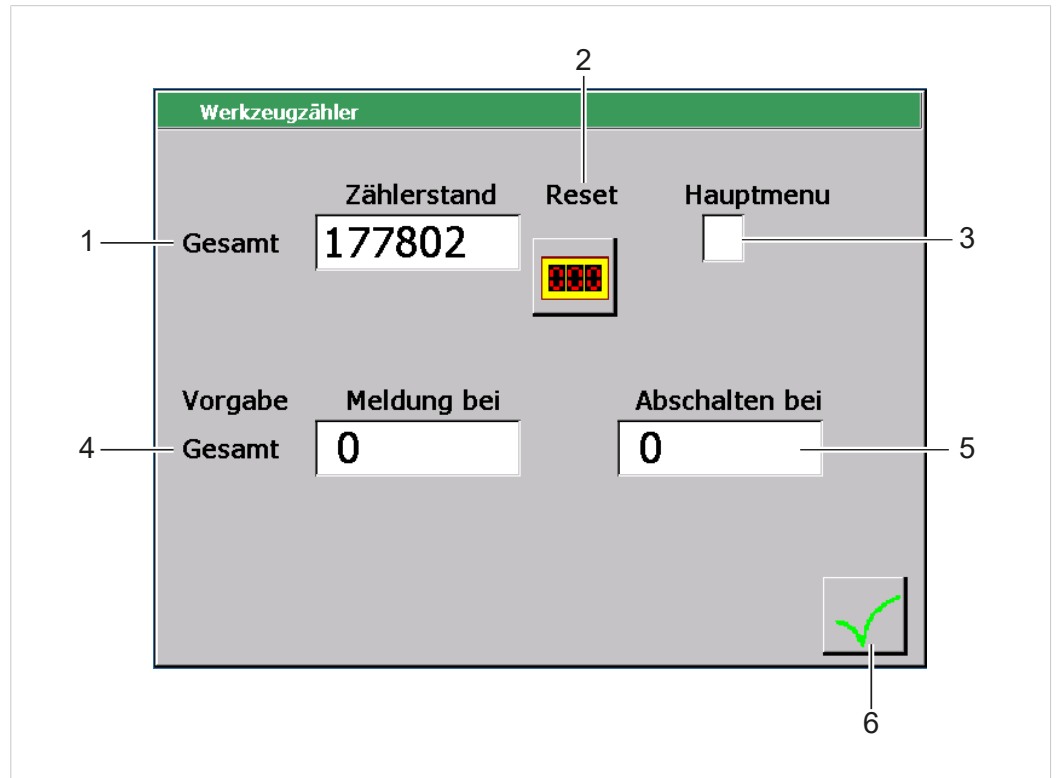 2
Werkzeugzähler
Zählerstand Reset Hauptmenu
1 Gesamt 177802 3
000
Vorgabe Meldung bei Abschalten bei
4 Gesamt 0 0 5
6